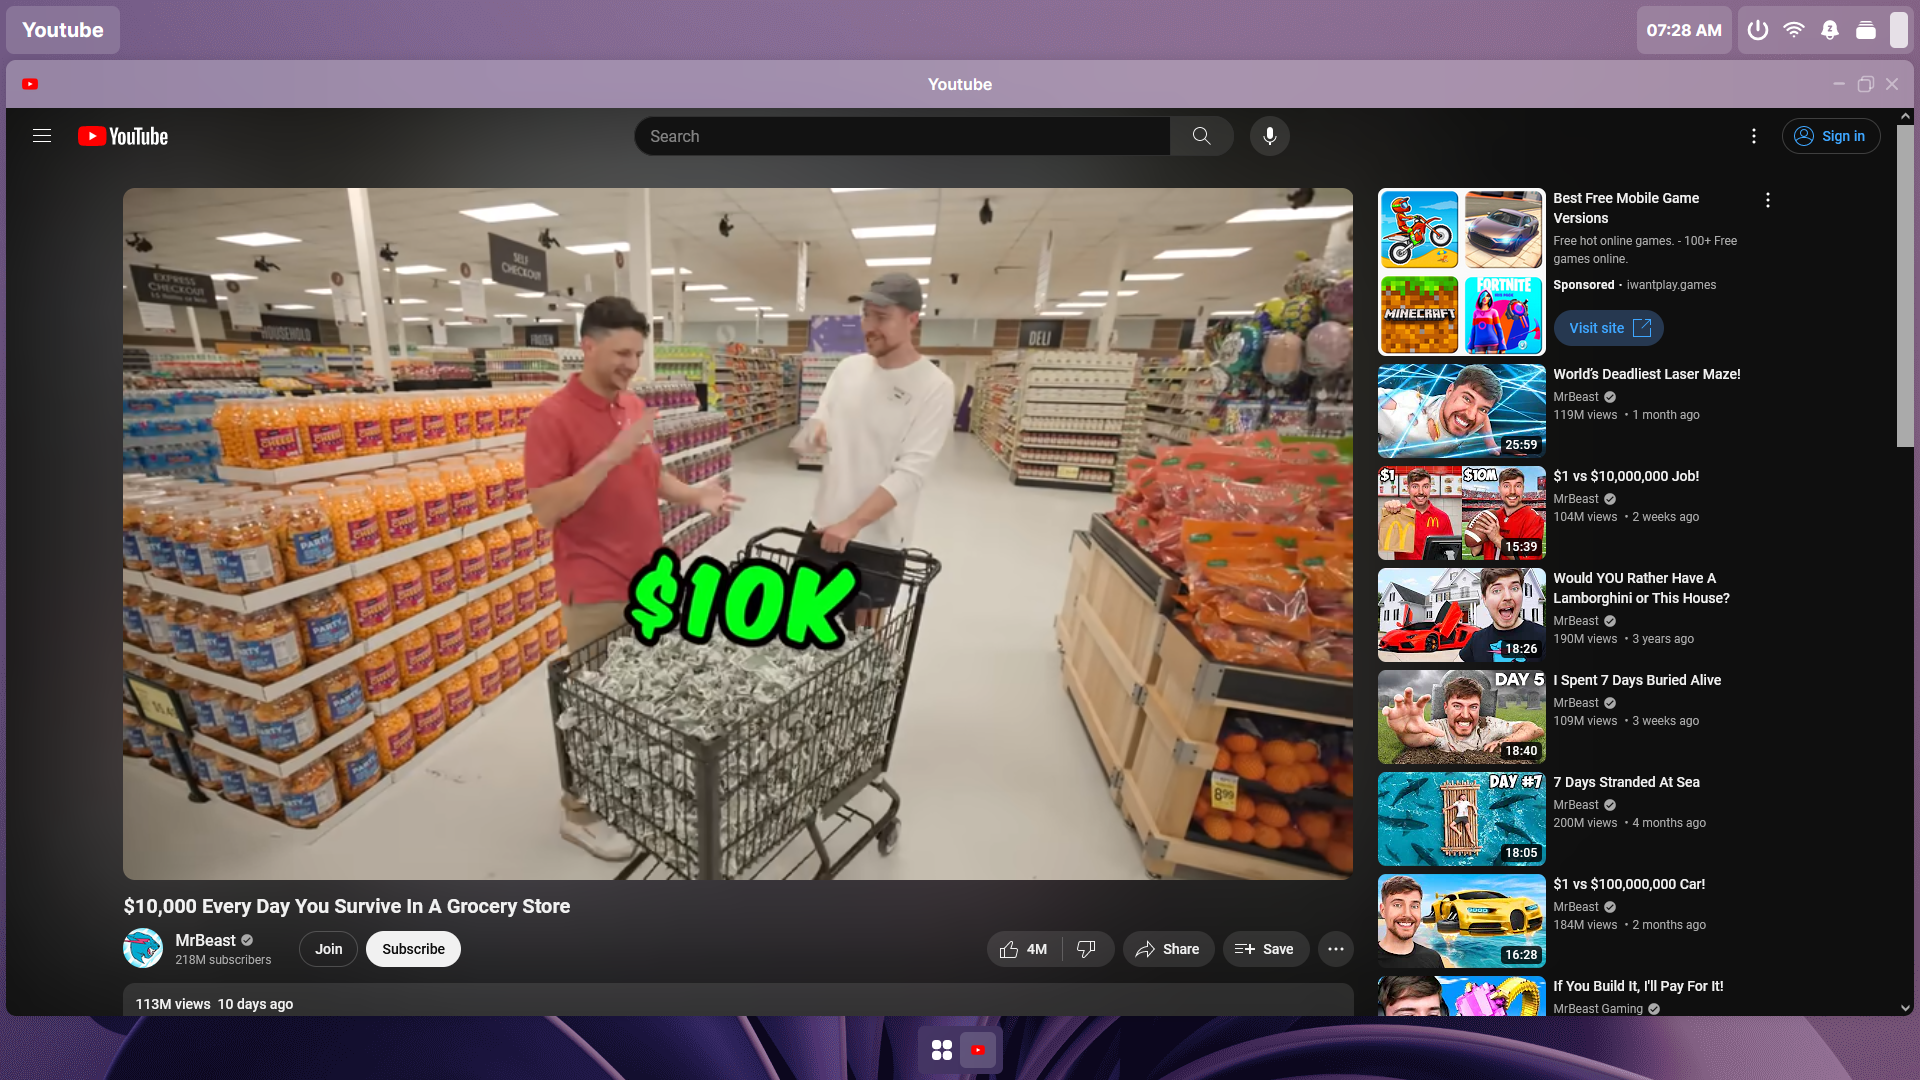 Youtube
07:28 AM
Youtube
YouTube
Search
Sign in
EXPRESS
CHECKOUT
SELF
CHECKOUT
HOUSEHOLD
FROZEN
DELI
PARTY
$10K
8.99
Best Free Mobile Game
Versions
Free hot online games. - 100+ Free
games online.
Sponsored · iwantplay.games
Visit site
MINECRAFT
FORTNITE
World's Deadliest Laser Maze!
MrBeast
119M views · 1 month ago
25:59
$1 vs $10,000,000 Job!
MrBeast
104M views · 2 weeks ago
$1
$10M
15:39
Would YOU Rather Have A
Lamborghini or This House?
MrBeast
190M views · 3 years ago
18:26
I Spent 7 Days Buried Alive
MrBeast
109M views · 3 weeks ago
DAY 5
18:40
7 Days Stranded At Sea
MrBeast
200M views · 4 months ago
DAY #7
18:05
$1 vs $100,000,000 Car!
MrBeast
184M views · 2 months ago
16:28
If You Build It, I'll Pay For It!
MrBeast Gaming
$10,000 Every Day You Survive In A Grocery Store
MrBeast
218M subscribers
Join
Subscribe
4M
Share
Save
113M views 10 days ago